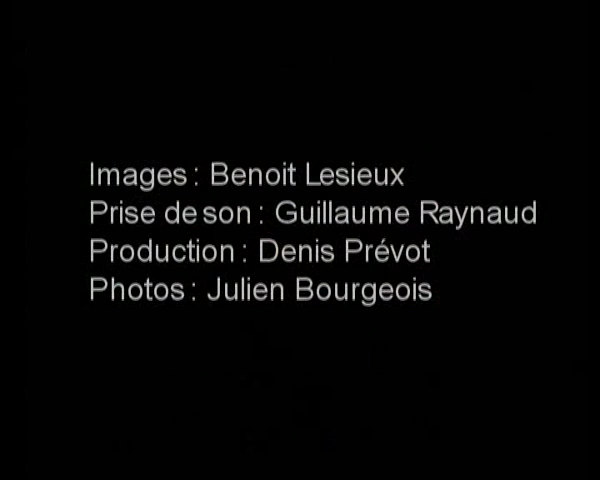 Images : Benoit Lesieux
Prise de son : Guillaume Raynaud
Production : Denis Prévot
Photos : Julien Bourgeois